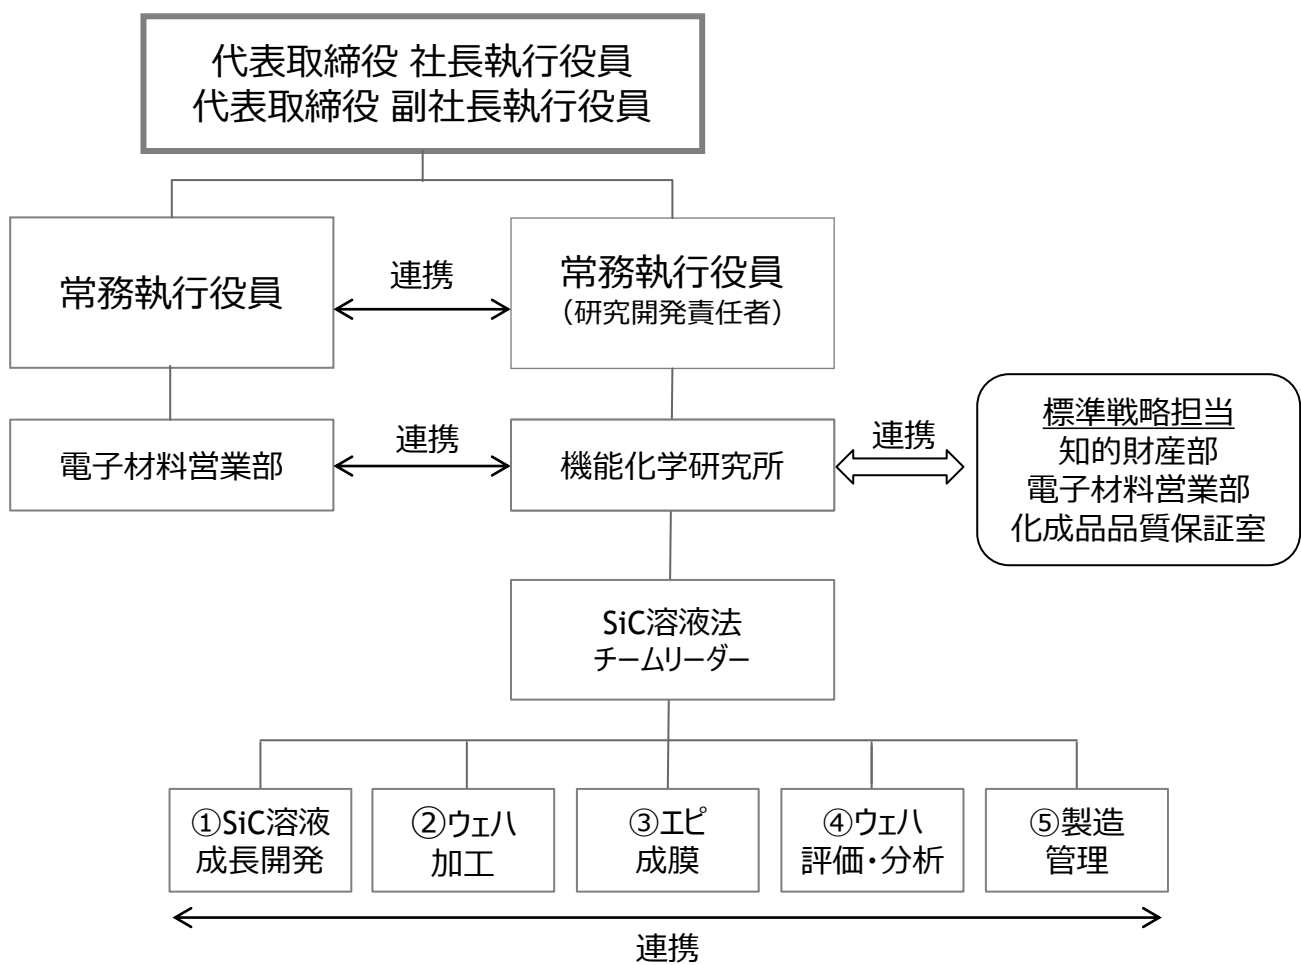 代表取締役 社長執行役員
代表取締役 副社長執行役員
常務執行役員
連携
常務執行役員
（研究開発責任者）
電子材料営業部
連携
機能化学研究所
連携
標準戦略担当
知的財産部
電子材料営業部
化成品品質保証室
SiC溶液法
チームリーダー
①SiC溶液
成長開発
②ウェハ
加工
③エピ
成膜
④ウェハ
評価・分析
⑤製造
管理
連携